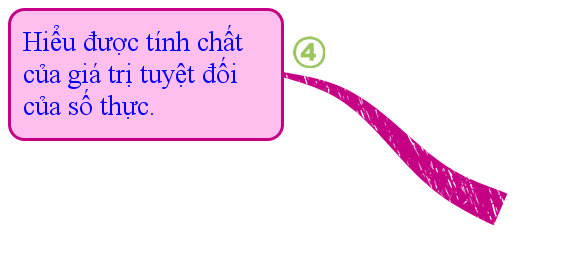 Hiểu được tính chất
của giá trị tuyệt đối
của số thực.
④